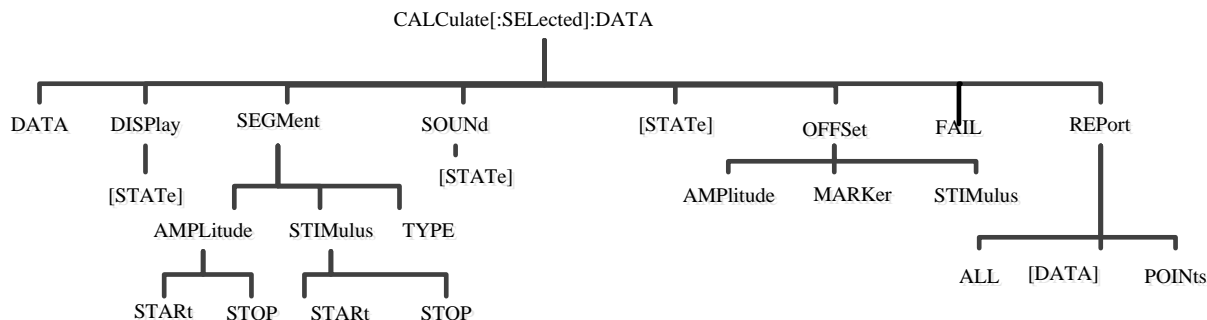 CALCulate[:SELected]:DATA
DATA DISPlay SEGMent SOUNd [STATe] OFFSet FAIL REPort
[STATe] [STATe] AMPlitude MARKer STIMulus
AMPLitude STIMulus TYPE
ALL [DATA] POINts
STARt STOP STARt STOP